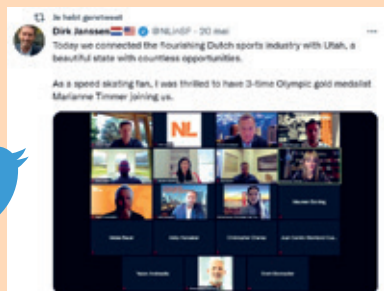 Je hebt geretweet
Dirk Janssen @NLinSF · 20 mei
Today we connected the flourishing Dutch sports industry with Utah, a
beautiful state with countless opportunities.
As a speed skating fan, I was thrilled to have 3-time Olympic gold medalist
Marianne Timmer joining us.
NL